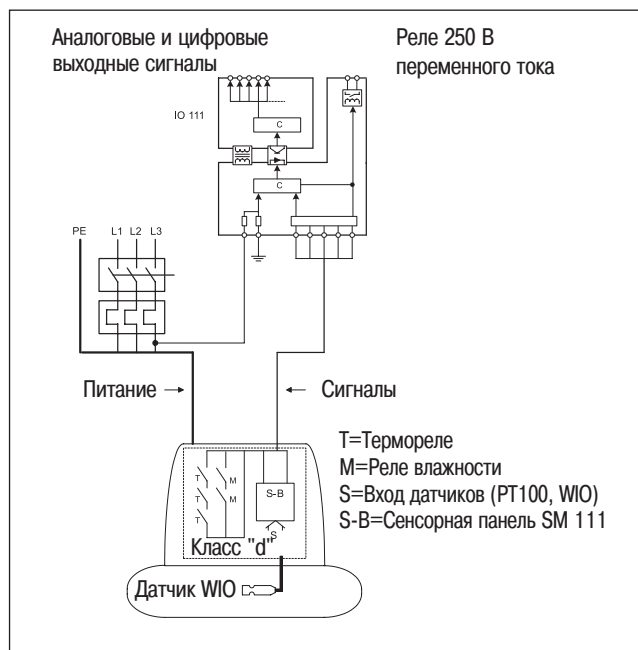 Аналоговые и цифровые
выходные сигналы
Реле 250 В
переменного тока
IO 111
C
C
PE
L1
L2
L3
Питание
Сигналы
T=Термореле
M=Реле влажности
S=Вход датчиков (PT100, WIO)
S-B=Сенсорная панель SM 111
T
M
T
M
T
S-B
S
Класс "d"
Датчик WIO